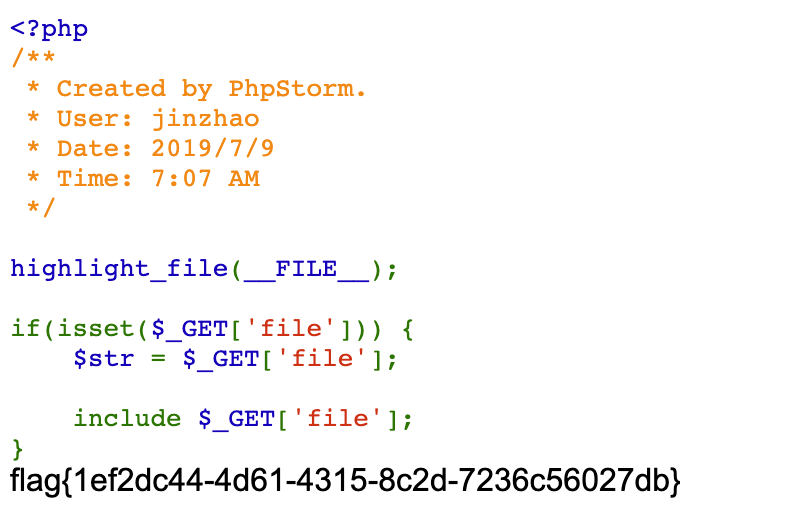 <?php
/**
 * Created by PhpStorm.
 * User: jinzhao
 * Date: 2019/7/9
 * Time: 7:07 AM
 */
highlight_file(__FILE__);
if(isset($_GET['file'])) {
    $str = $_GET['file'];
    include $_GET['file'];
}
flag{1ef2dc44-4d61-4315-8c2d-7236c56027db}